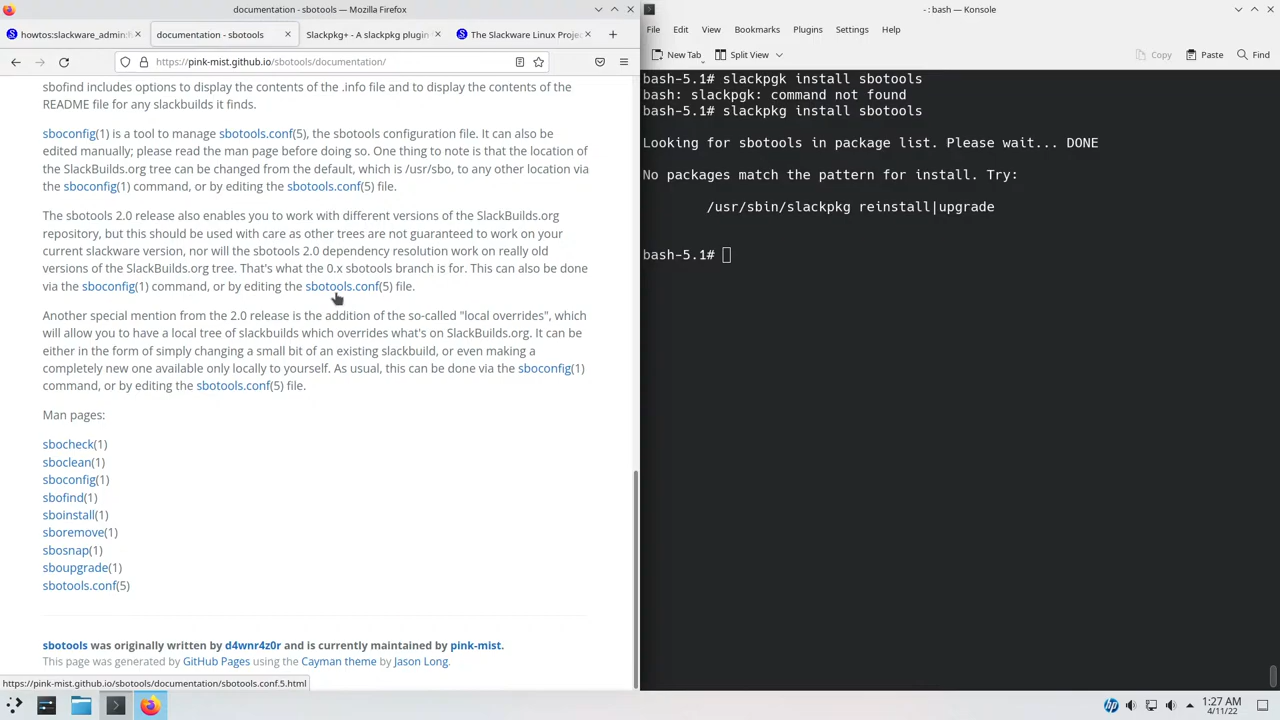 documentation - sbotools — Mozilla Firefox
howtos:slackware_admin:h
documentation - sbotools
Slackpkg+ - A slackpkg plugin
The Slackware Linux Proje
https://pink-mist.github.io/sbotools/documentation/
sbofind includes options to display the contents of the .info file and to display the contents of the
README file for any slackbuilds it finds.
sboconfig(1) is a tool to manage sbotools.conf(5), the sbotools configuration file. It can also be
edited manually; please read the man page before doing so. One thing to note is that the location of
the SlackBuilds.org tree can be changed from the default, which is /usr/sbo, to any other location via
the sboconfig(1) command, or by editing the sbotools.conf(5) file.
The sbotools 2.0 release also enables you to work with different versions of the SlackBuilds.org
repository, but this should be used with care as other trees are not guaranteed to work on your
current slackware version, nor will the sbotools 2.0 dependency resolution work on really old
versions of the SlackBuilds.org tree. That's what the 0.x sbotools branch is for. This can also be done
via the sboconfig(1) command, or by editing the sbotools.conf(5) file.
Another special mention from the 2.0 release is the addition of the so-called "local overrides", which
will allow you to have a local tree of slackbuilds which overrides what's on SlackBuilds.org. It can be
either in the form of simply changing a small bit of an existing slackbuild, or even making a
completely new one available only locally to yourself. As usual, this can be done via the sboconfig(1)
command, or by editing the sbotools.conf(5) file.
Man pages:
sbocheck(1)
sboclean(1)
sboconfig(1)
sbofind(1)
sboinstall(1)
sboremove(1)
sbosnap(1)
sboupgrade(1)
sbotools.conf(5)
sbotools was originally written by d4wnr4z0r and is currently maintained by pink-mist.
This page was generated by GitHub Pages using the Cayman theme by Jason Long.
https://pink-mist.github.io/sbotools/documentation/sbotools.conf.5.html
- : bash — Konsole
File Edit View Bookmarks Plugins Settings Help
New Tab Split View Copy Paste Find
bash-5.1# slackpgk install sbotools
bash: slackpgk: command not found
bash-5.1# slackpkg install sbotools
Looking for sbotools in package list. Please wait... DONE
No packages match the pattern for install. Try:
/usr/sbin/slackpkg reinstall|upgrade
bash-5.1#
1:27 AM
4/11/22